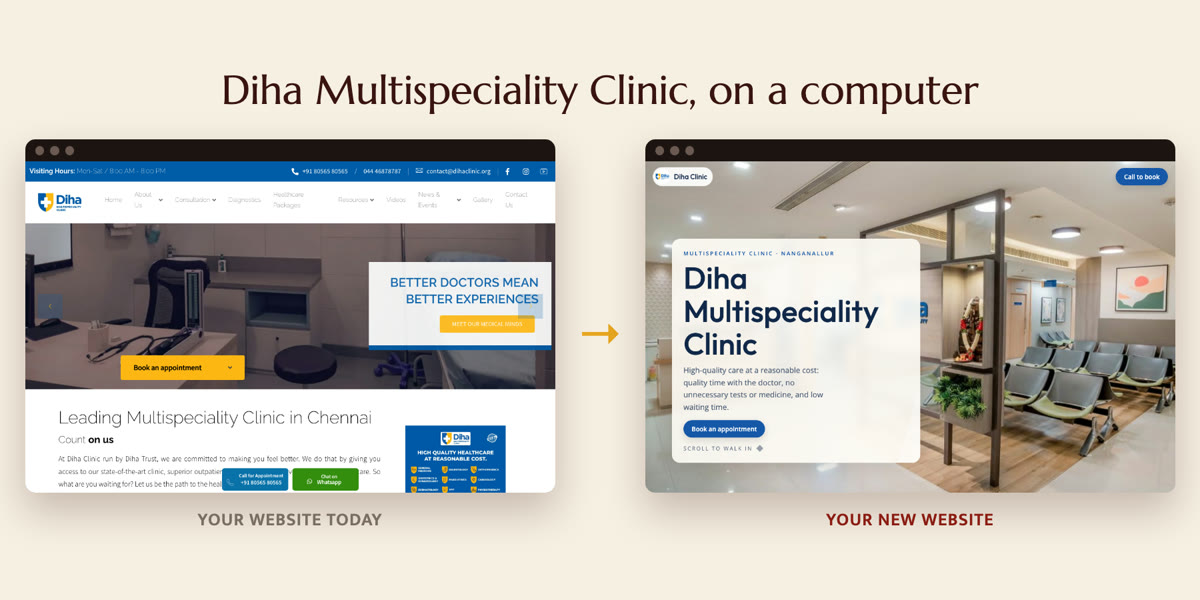 Diha Multispeciality Clinic, on a computer
Visiting Hours: Mon-Sat / 8:00 AM - 8:00 PM
+91 80565 80565 / 044 46878787 | contact@dihaclinic.org
Diha
Home
About Us
Consultation
Diagnostics
Healthcare Packages
Resources
Videos
News & Events
Gallery
Contact Us
BETTER DOCTORS MEAN
BETTER EXPERIENCES
MEET OUR MEDICAL MINDS
Book an appointment
Leading Multispeciality Clinic in Chennai
Count on us
At Diha Clinic run by Diha Trust, we are committed to making you feel better. We do that by giving you
access to our state-of-the-art clinic, superior outpatien
care. So
what are you waiting for? Let us be the path to the heal
Call for Appointment
+91 80565 80565
Chat on
Whatsapp
Diha
HIGH QUALITY HEALTHCARE
AT REASONABLE COST.
YOUR WEBSITE TODAY
Diha Clinic
Call to book
MULTISPECIALITY CLINIC · NANGANALLUR
Diha
Multispeciality
Clinic
High-quality care at a reasonable cost:
quality time with the doctor, no
unnecessary tests or medicine, and low
waiting time.
Book an appointment
SCROLL TO WALK IN
YOUR NEW WEBSITE